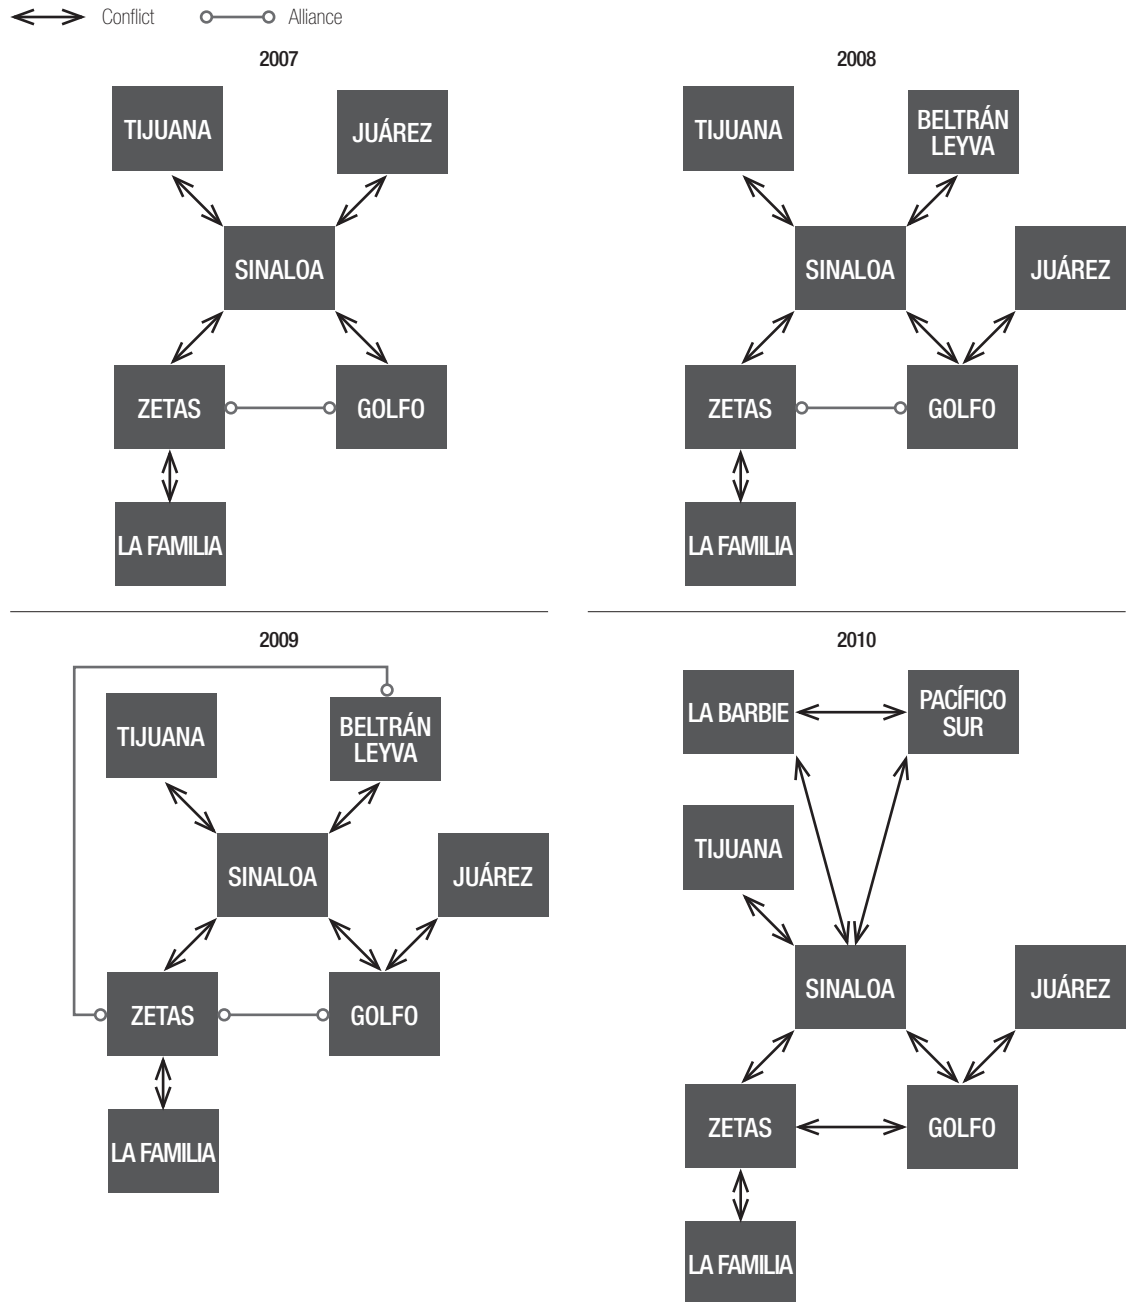 Conflict
Alliance
2007
TIJUANA
JUÁREZ
SINALOA
ZETAS
GOLFO
LA FAMILIA
2008
TIJUANA
BELTRÁN
LEYVA
SINALOA
JUÁREZ
ZETAS
GOLFO
LA FAMILIA
2009
TIJUANA
BELTRÁN
LEYVA
SINALOA
JUÁREZ
ZETAS
GOLFO
LA FAMILIA
2010
LA BARBIE
PACÍFICO
SUR
TIJUANA
SINALOA
JUÁREZ
ZETAS
GOLFO
LA FAMILIA